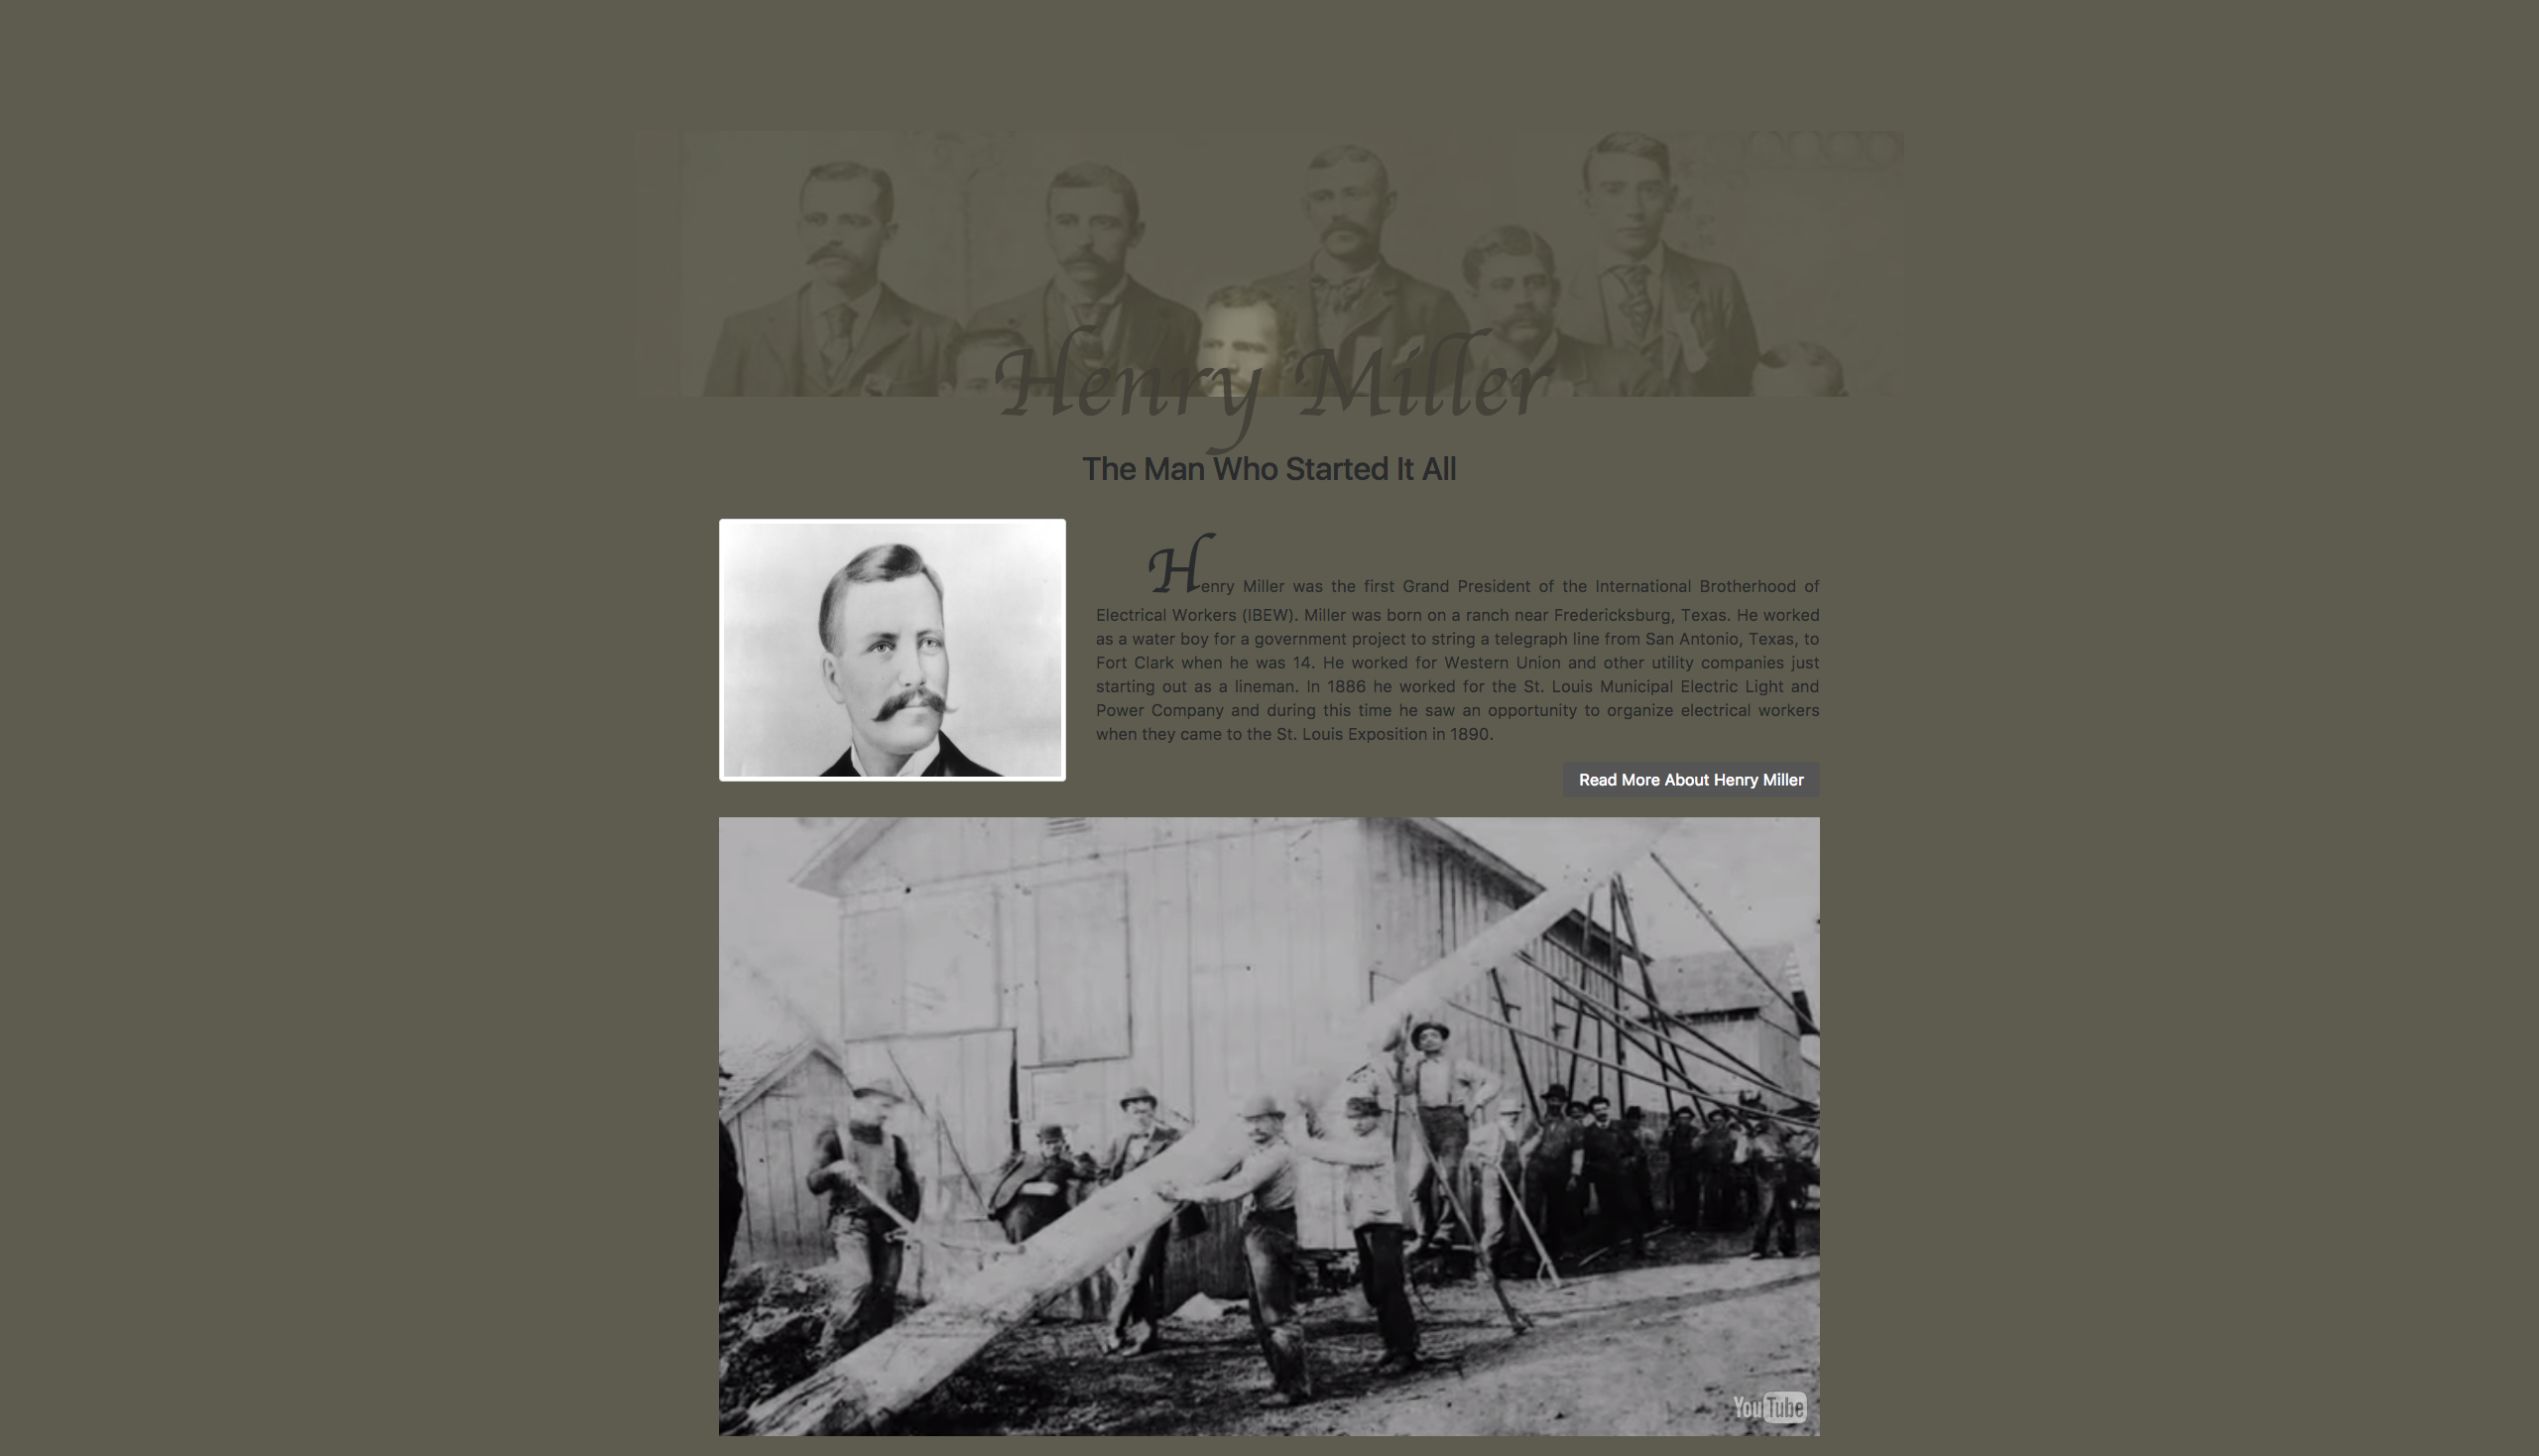 Henry Miller
The Man Who Started It All
Henry Miller was the first Grand President of the International Brotherhood of
Electrical Workers (IBEW). Miller was born on a ranch near Fredericksburg, Texas. He worked
as a water boy for a government project to string a telegraph line from San Antonio, Texas, to
Fort Clark when he was 14. He worked for Western Union and other utility companies just
starting out as a lineman. In 1886 he worked for the St. Louis Municipal Electric Light and
Power Company and during this time he saw an opportunity to organize electrical workers
when they came to the St. Louis Exposition in 1890.
Read More About Henry Miller
YouTube